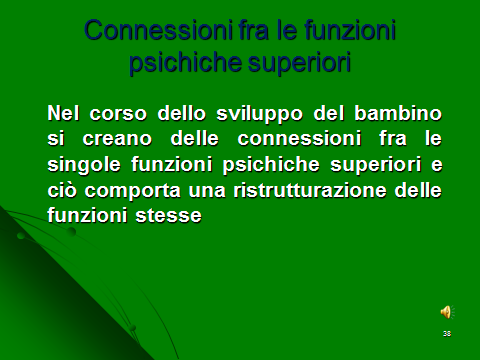 Connessioni fra le funzioni
psichiche superiori
Nel corso dello sviluppo del bambino
si creano delle connessioni fra le
singole funzioni psichiche superiori e
ciò comporta una ristrutturazione delle
funzioni stesse
38